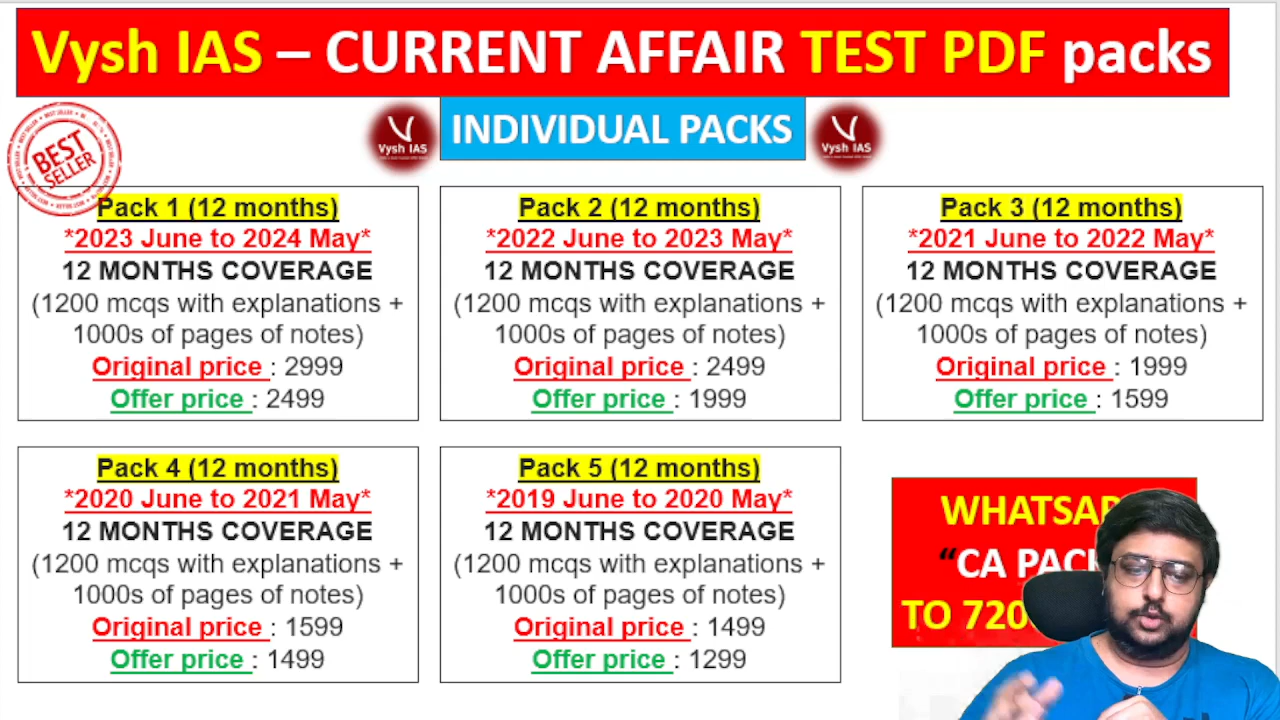 Vysh IAS – CURRENT AFFAIR TEST PDF packs
INDIVIDUAL PACKS
Vysh IAS
Vysh IAS
BEST SELLER
Pack 1 (12 months)
*2023 June to 2024 May*
12 MONTHS COVERAGE
(1200 mcqs with explanations +
1000s of pages of notes)
Original price : 2999
Offer price : 2499
Pack 2 (12 months)
*2022 June to 2023 May*
12 MONTHS COVERAGE
(1200 mcqs with explanations +
1000s of pages of notes)
Original price : 2499
Offer price : 1999
Pack 3 (12 months)
*2021 June to 2022 May*
12 MONTHS COVERAGE
(1200 mcqs with explanations +
1000s of pages of notes)
Original price : 1999
Offer price : 1599
Pack 4 (12 months)
*2020 June to 2021 May*
12 MONTHS COVERAGE
(1200 mcqs with explanations +
1000s of pages of notes)
Original price : 1599
Offer price : 1499
Pack 5 (12 months)
*2019 June to 2020 May*
12 MONTHS COVERAGE
(1200 mcqs with explanations +
1000s of pages of notes)
Original price : 1499
Offer price : 1299
“CA
TO 720